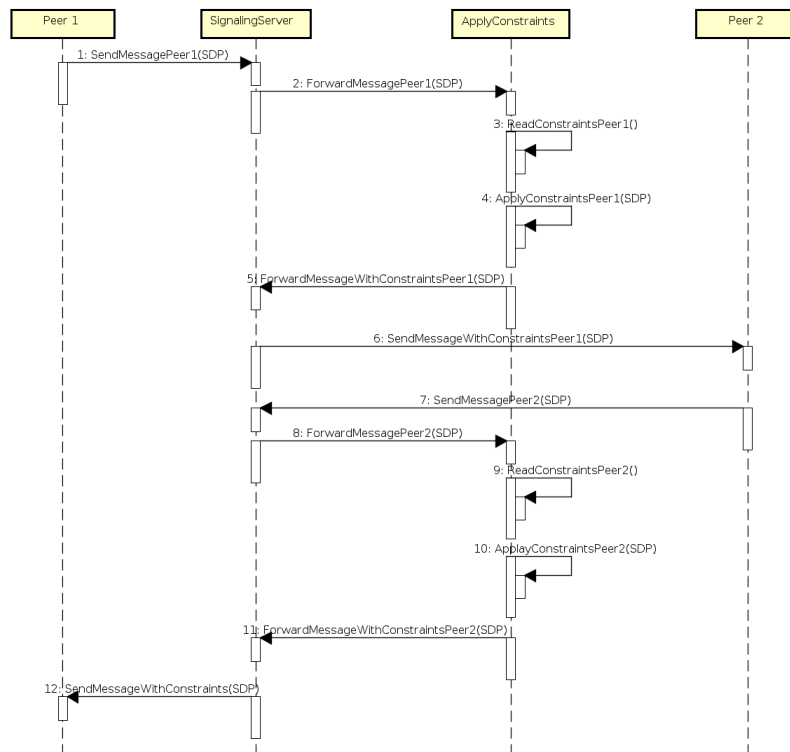 Peer 1
SignalingServer
ApplyConstraints
Peer 2
1: SendMessagePeer1(SDP)
2: ForwardMessagePeer1(SDP)
3: ReadConstraintsPeer1()
4: ApplyConstraintsPeer1(SDP)
5: ForwardMessageWithConstraintsPeer1(SDP)
6: SendMessageWithConstraintsPeer1(SDP)
7: SendMessagePeer2(SDP)
8: ForwardMessagePeer2(SDP)
9: ReadConstraintsPeer2()
10: ApplayConstraintsPeer2(SDP)
11: ForwardMessageWithConstraintsPeer2(SDP)
12: SendMessageWithConstraints(SDP)